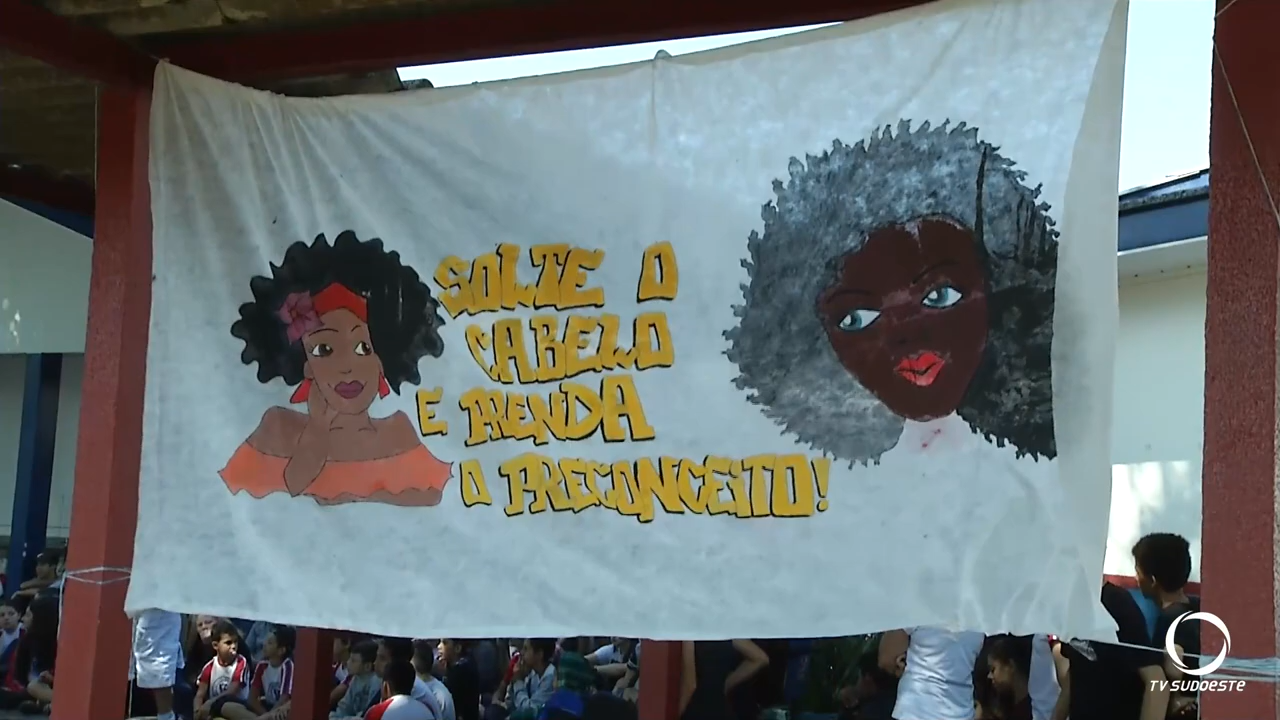 SOLTE O
CABELO
E PRENDA
O PRECONCEITO!
TV SUDOESTE